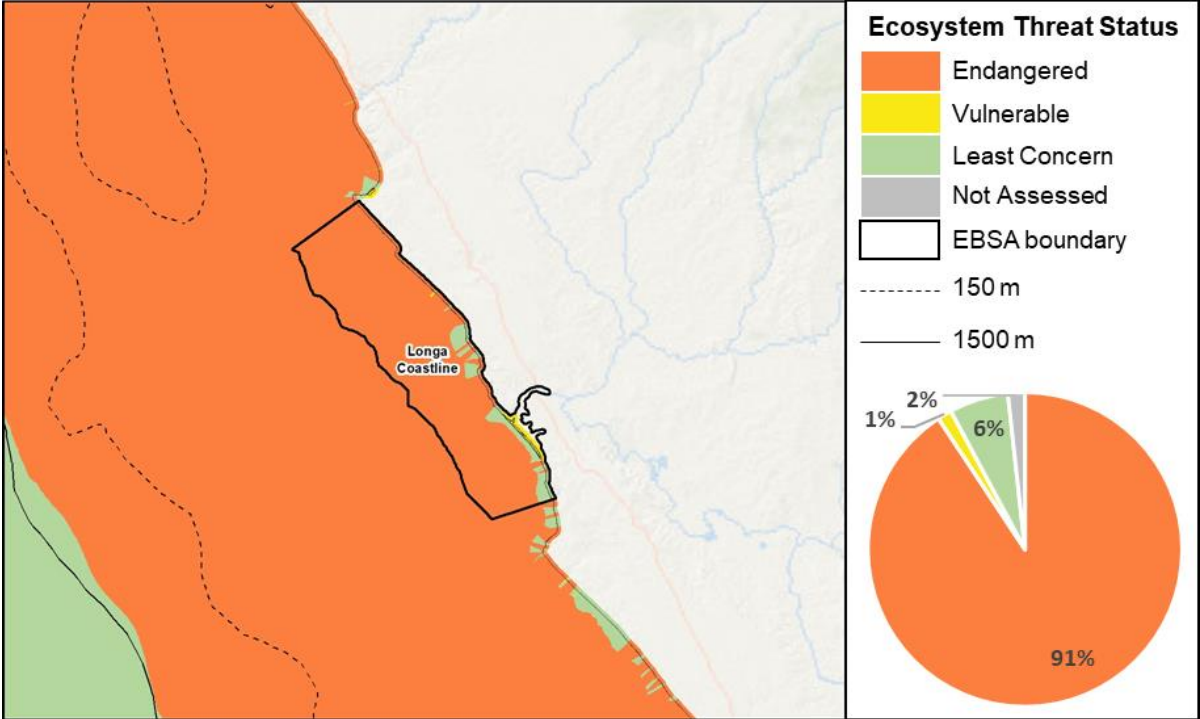 Longa
Coastline
Ecosystem Threat Status
Endangered
Vulnerable
Least Concern
Not Assessed
EBSA boundary
150 m
1500 m
2%
1%
6%
91%